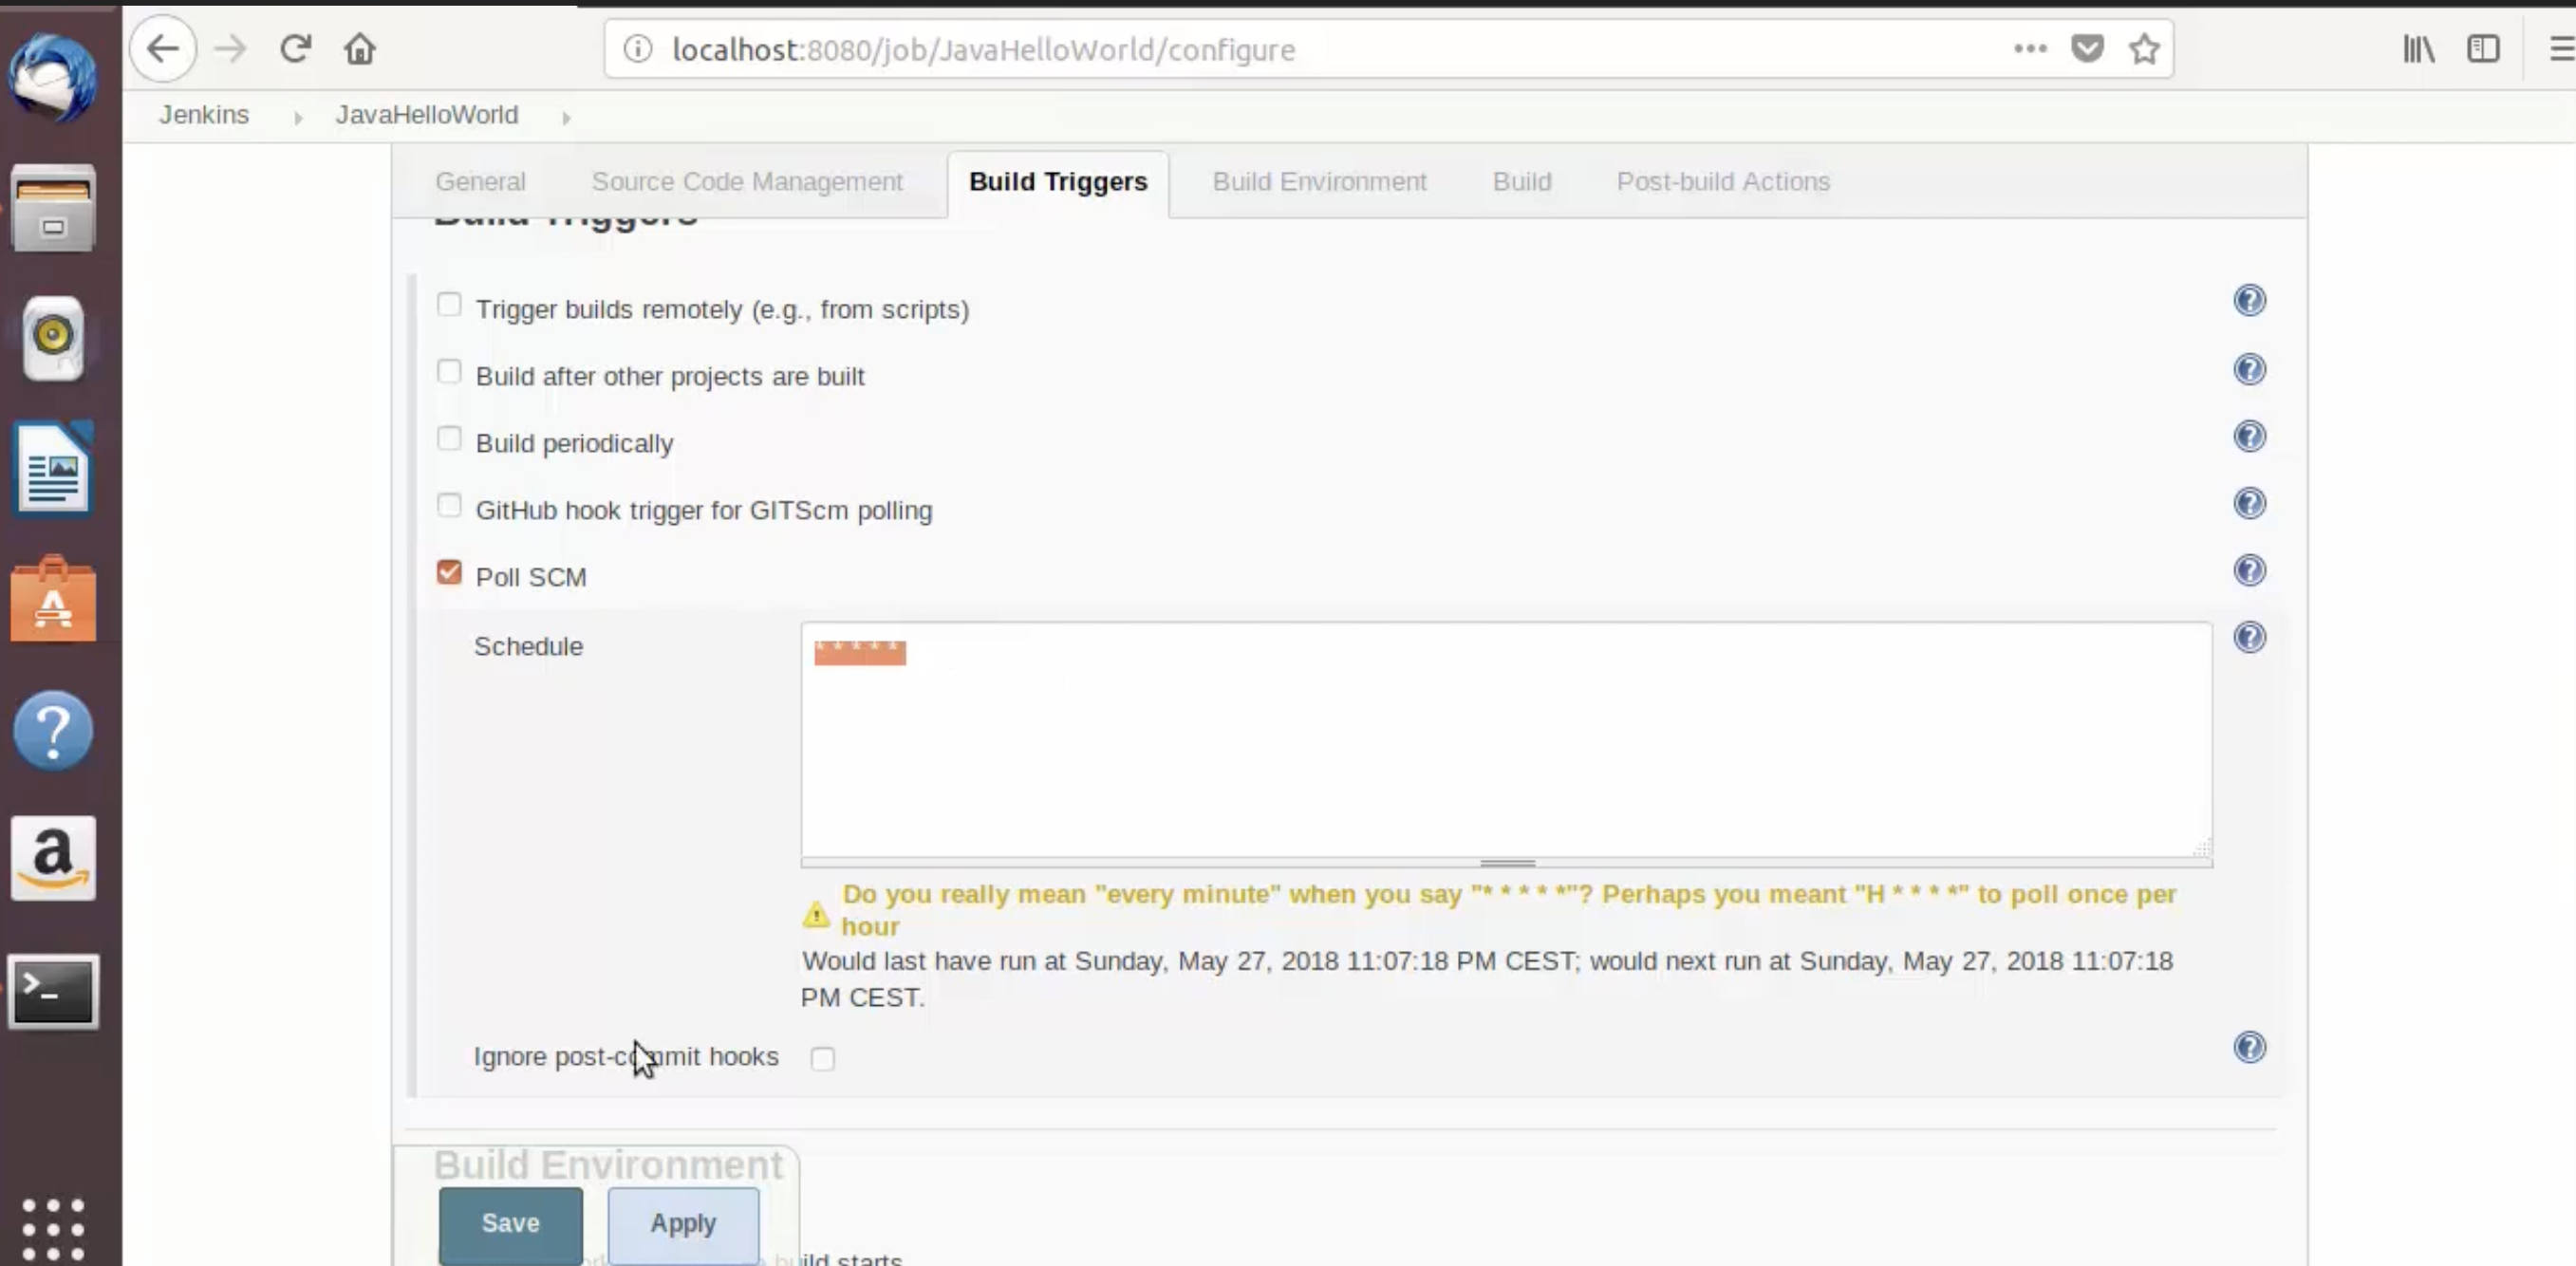 localhost:8080/job/JavaHelloWorld/configure
Jenkins JavaHelloWorld
General Source Code Management Build Triggers Build Environment Build Post-build Actions
Build Triggers
Trigger builds remotely (e.g., from scripts)
Build after other projects are built
Build periodically
GitHub hook trigger for GITScm polling
Poll SCM
Schedule * * * * *
Do you really mean "every minute" when you say "* * * * *"? Perhaps you meant "H * * * *" to poll once per
hour
Would last have run at Sunday, May 27, 2018 11:07:18 PM CEST; would next run at Sunday, May 27, 2018 11:07:18
PM CEST.
Ignore post-commit hooks
Build Environment
Save Apply
build starts